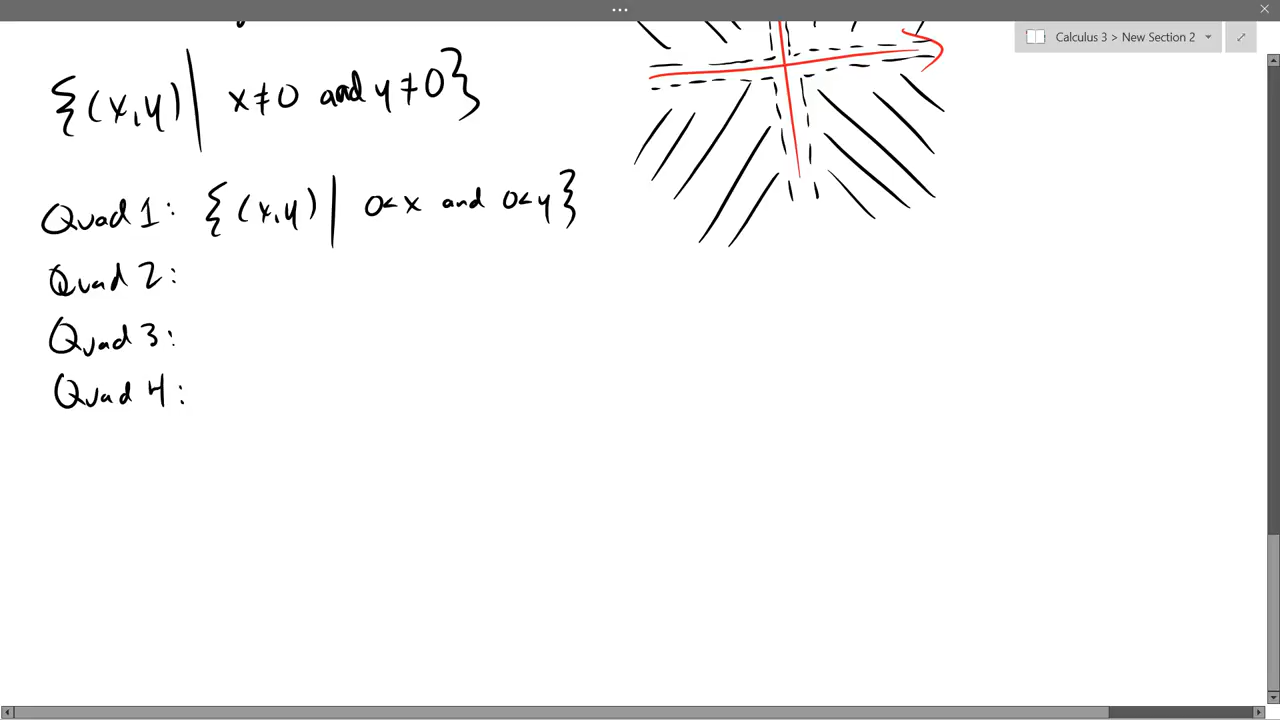 Calculus 3 > New Section 2
{(x,y)| x≠0 and y≠0}
Quad 1: {(x,y)| 0<x and 0<y}
Quad 2:
Quad 3:
Quad 4: